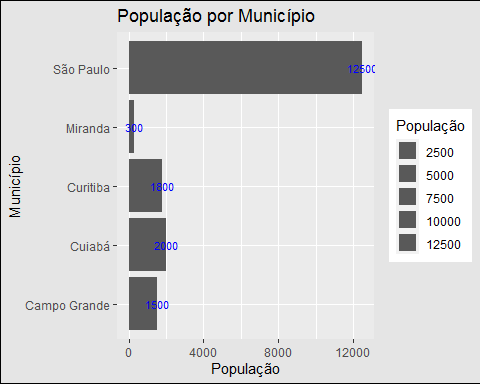 População por Município
São Paulo
12500
Miranda
300
Curitiba
1800
Cuiabá
2000
Campo Grande
1500
0
4000
8000
12000
População
Município
População
2500
5000
7500
10000
12500